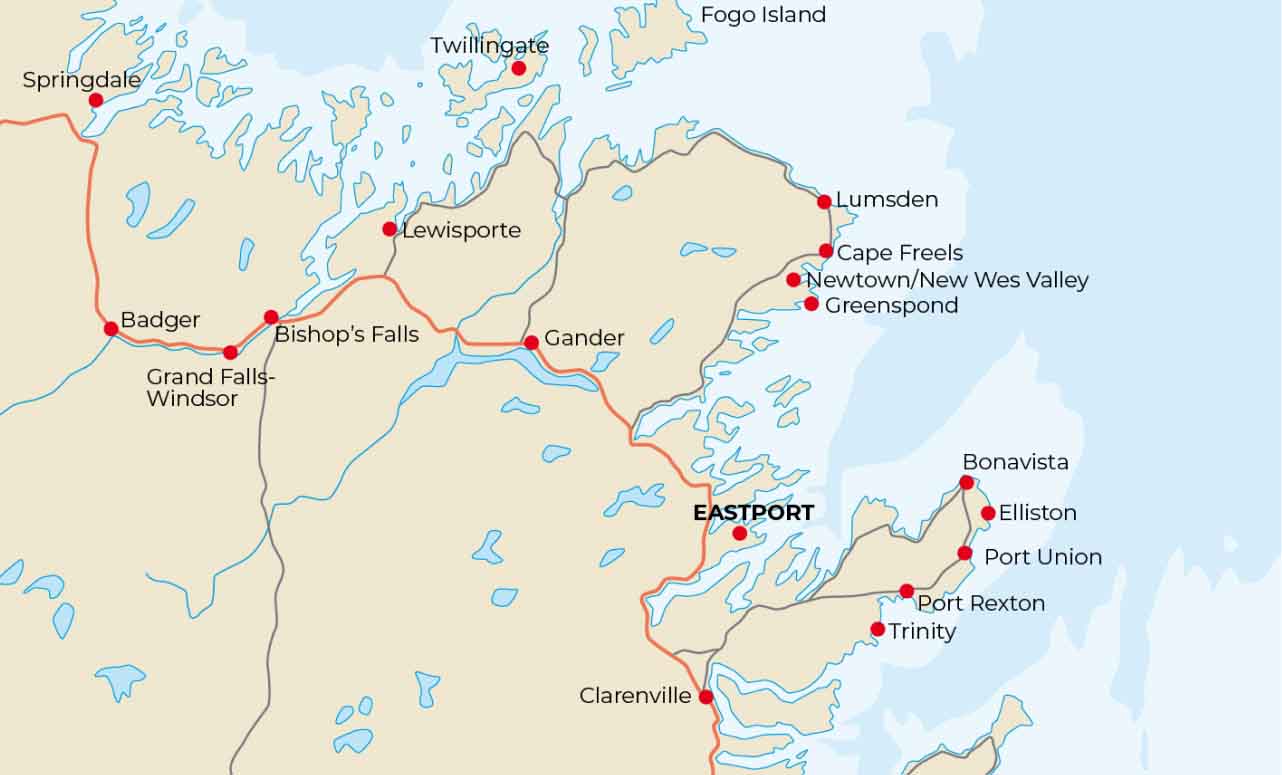 Fogo Island
Twillingate
Springdale
Lumsden
Lewisporte
Cape Freels
Newtown/New Wes Valley
Greenspond
Badger
Bishop's Falls
Gander
Grand Falls-
Windsor
Bonavista
EASTPORT
Elliston
Port Union
Port Rexton
Trinity
Clarenville